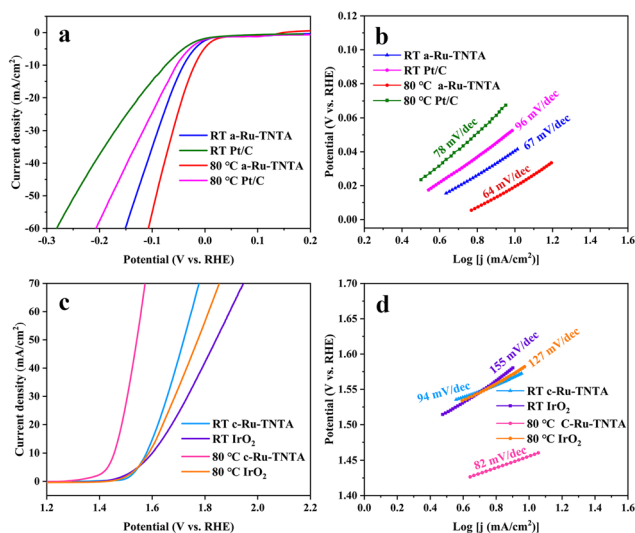 a
Current density (mA/cm²)
0
-10
-20
-30
-40
-50
-60
RT a-Ru-TNTA
RT Pt/C
80 °C a-Ru-TNTA
80 °C Pt/C
-0.3 -0.2 -0.1 0.0 0.1 0.2
Potential (V vs. RHE)
b
Potential (V vs. RHE)
0.12
0.10
0.08
0.06
0.04
0.02
0.00
RT a-Ru-TNTA
RT Pt/C
80 °C a-Ru-TNTA
80 °C Pt/C
78 mV/dec
96 mV/dec
67 mV/dec
64 mV/dec
0.0 0.2 0.4 0.6 0.8 1.0 1.2 1.4 1.6
Log [j (mA/cm²)]
c
Current density (mA/cm²)
70
60
50
40
30
20
10
0
RT c-Ru-TNTA
RT IrO₂
80 °C c-Ru-TNTA
80 °C IrO₂
1.2 1.4 1.6 1.8 2.0 2.2
Potential (V vs. RHE)
d
Potential (V vs. RHE)
1.70
1.65
1.60
1.55
1.50
1.45
1.40
155 mV/dec
127 mV/dec
94 mV/dec
RT c-Ru-TNTA
RT IrO₂
80 °C C-Ru-TNTA
80 °C IrO₂
82 mV/dec
0.0 0.2 0.4 0.6 0.8 1.0 1.2 1.4 1.6
Log [j (mA/cm²)]